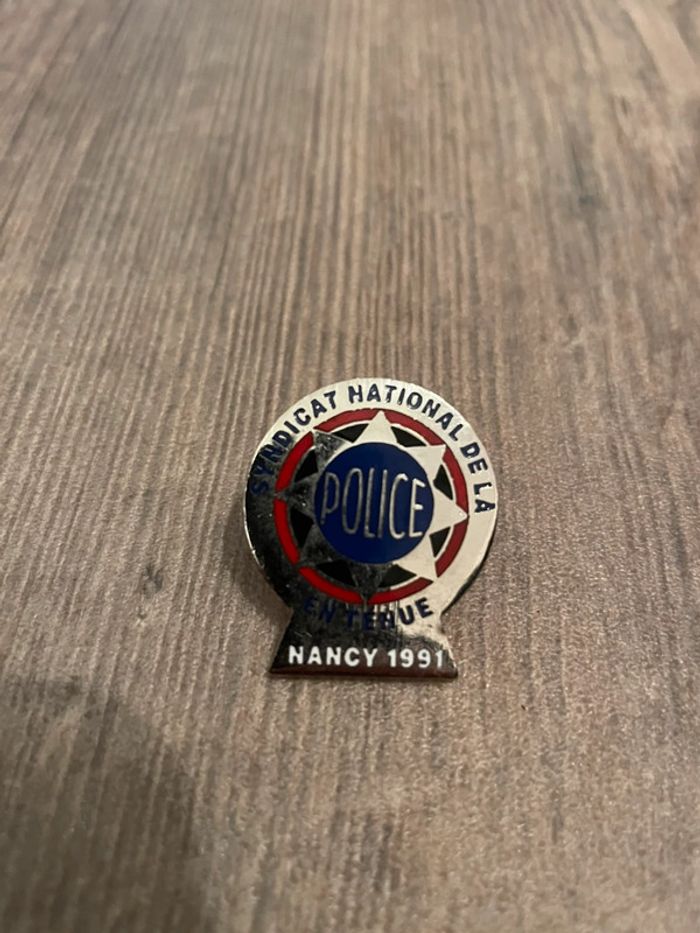 SYNDICAT NATIONAL DE LA
POLICE
EN TENUE
NANCY 1991